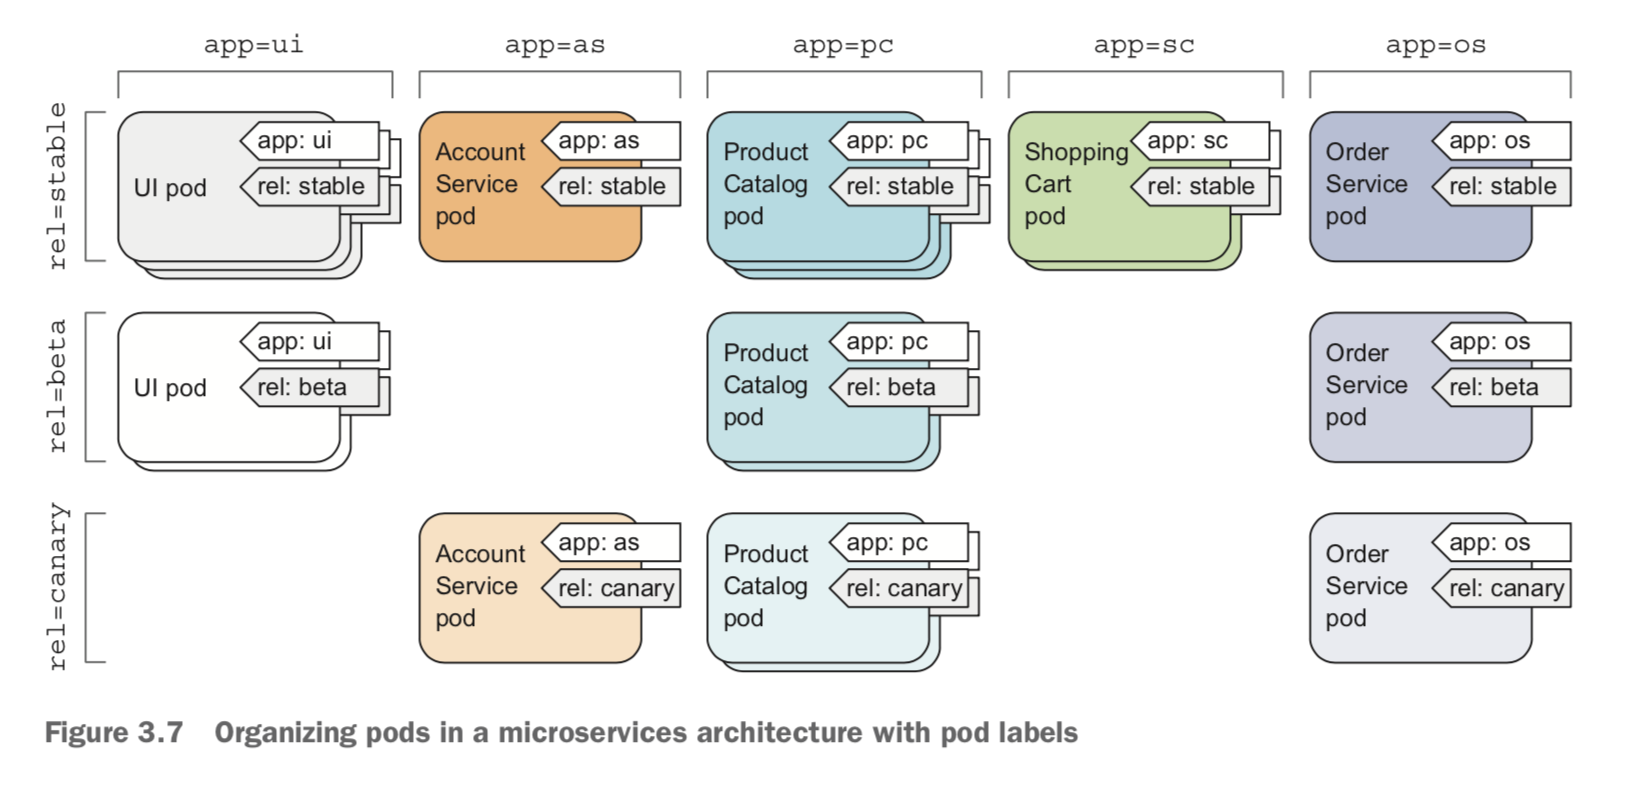 app=ui
app=as
app=pc
app=sc
app=os
rel=stable
UI pod
app: ui
rel: stable
Account
Service
pod
app: as
rel: stable
Product
Catalog
pod
app: pc
rel: stable
Shopping
Cart
pod
app: sc
rel: stable
Order
Service
pod
app: os
rel: stable
rel=beta
UI pod
app: ui
rel: beta
Product
Catalog
pod
app: pc
rel: beta
Order
Service
pod
app: os
rel: beta
rel=canary
Account
Service
pod
app: as
rel: canary
Product
Catalog
pod
app: pc
rel: canary
Order
Service
pod
app: os
rel: canary
Figure 3.7 Organizing pods in a microservices architecture with pod labels